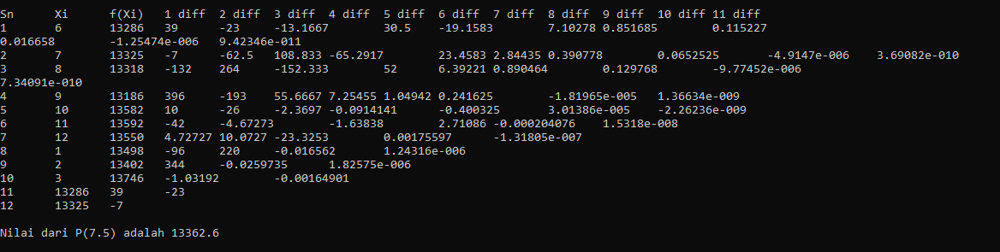 Sn Xi f(Xi) 1 diff 2 diff 3 diff 4 diff 5 diff 6 diff 7 diff 8 diff 9 diff 10 diff 11 diff
1 6 13286 39 -23 -13.1667 30.5 -19.1583 7.10278 0.851685 0.115227
0.016658 -1.25474e-006 9.42346e-011
2 7 13325 -7 -62.5 108.833 -65.2917 23.4583 2.84435 0.390778 0.0652525 -4.9147e-006 3.69082e-010
3 8 13318 -132 264 -152.333 52 6.39221 0.890464 0.129768 -9.77452e-006
7.34091e-010
4 9 13186 396 -193 55.6667 7.25455 1.04942 0.241625 -1.81965e-005 1.36634e-009
5 10 13582 10 -26 -2.3697 -0.0914141 -0.400325 3.01386e-005 -2.26236e-009
6 11 13592 -42 -4.67273 -1.63838 2.71086 -0.000204076 1.5318e-008
7 12 13550 4.72727 10.0727 -23.3253 0.00175597 -1.31805e-007
8 1 13498 -96 220 -0.016562 1.24316e-006
9 2 13402 344 -0.0259735 1.82575e-006
10 3 13746 -1.03192 -0.00164901
11 13286 39 -23
12 13325 -7
Nilai dari P(7.5) adalah 13362.6